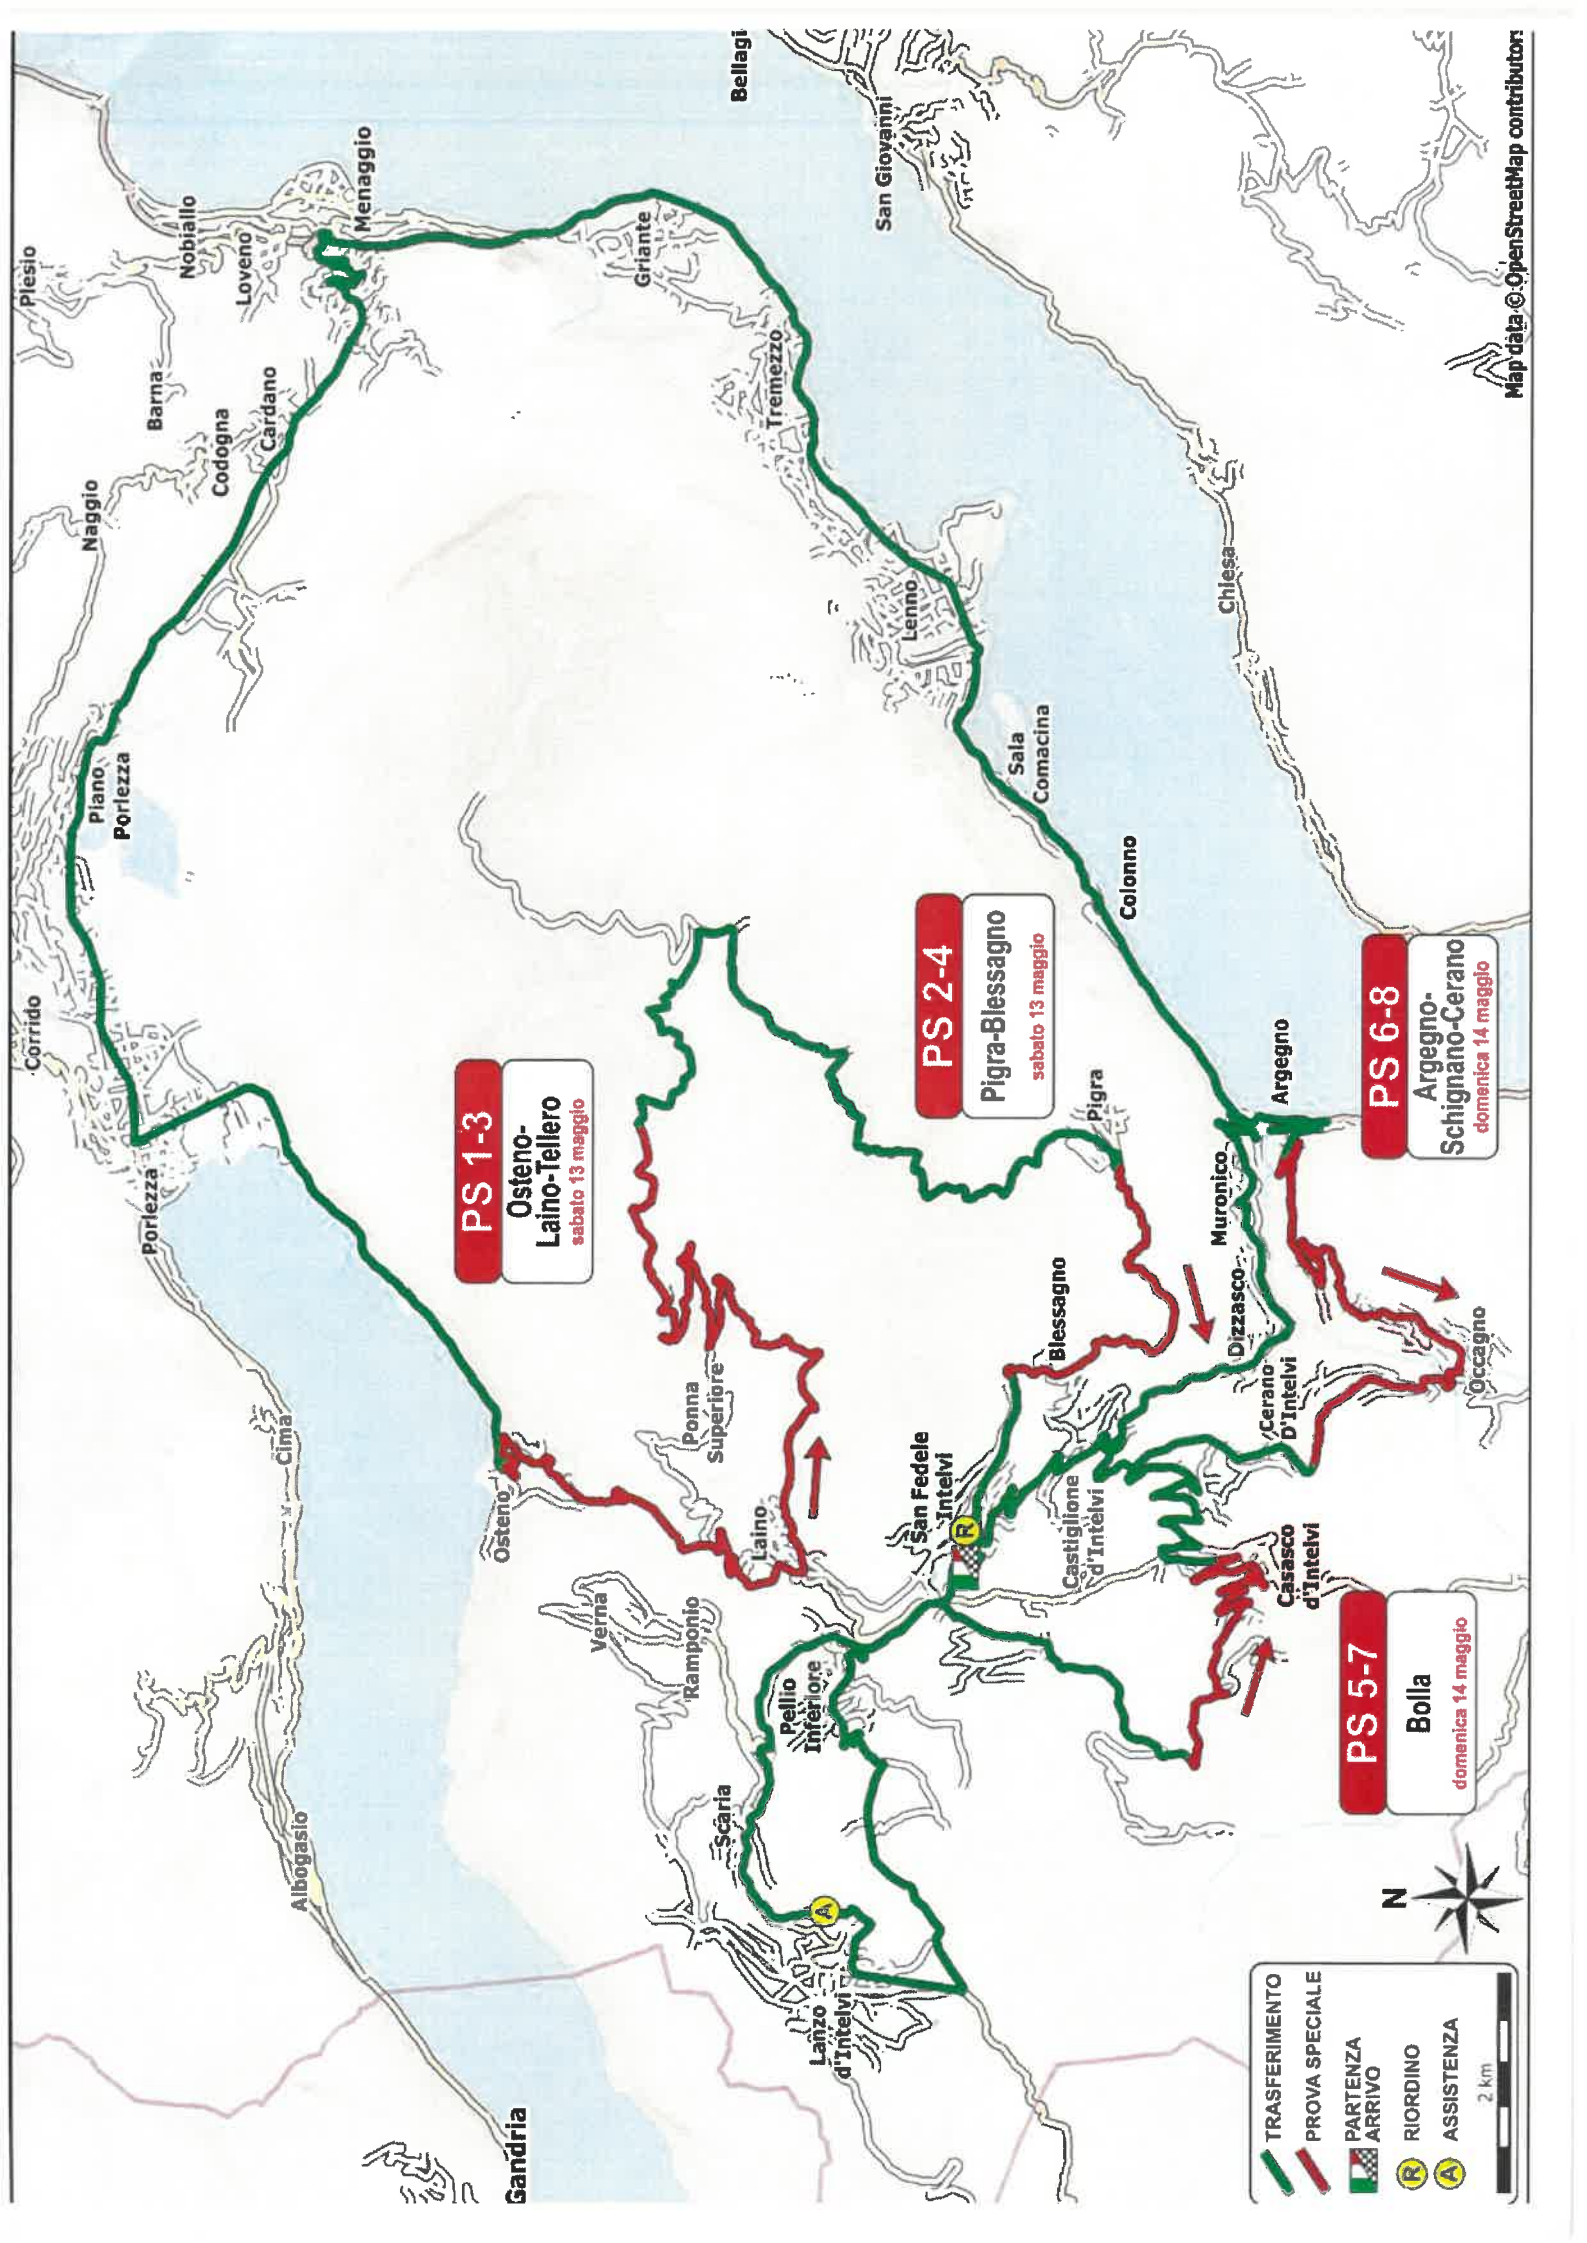 Gandria
Albogasio
Cima
Porlezza
Corrido
Piano
Porlezza
Naggio
Codogna
Cardano
Barna
Plesio
Nobiallo
Loveno
Menaggio
Griante
Bellagi
San Giovanni
Tremezzo
Lenno
Sala
Comacina
Colonno
Chiesa
PS 1-3
Osteno-
Laino-Tellero
sabato 13 maggio
PS 2-4
Pigra-Blessagno
sabato 13 maggio
Osteno
Ponna
Superiore
Laino
Verna
Ramponio
Pellio
Inferiore
Scaria
A
Lanzo
d'Intelvi
San Fedele
Intelvi
R
Blessagno
Pigra
Castiglione
d'Intelvi
Muronico
Dizzasco
Argegno
Cerano
D'Intelvi
Casasco
d'Intelvi
Occagno
PS 6-8
Argegno-
Schignano-Cerano
domenica 14 maggio
PS 5-7
Bolla
domenica 14 maggio
N
TRASFERIMENTO
PROVA SPECIALE
PARTENZA
ARRIVO
R RIORDINO
A ASSISTENZA
2 km
Map data © OpenStreetMap contributors